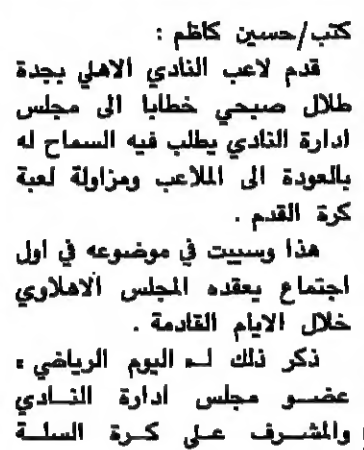 كتب/حسين كاظم :
قدم لاعب النادي الاهلي بجدة
طلال صبحي خطابا الى مجلس
ادارة النادي يطلب فيه السماح له
بالعودة الى الملاعب ومزاولة لعبة
كرة القدم .
هذا وسيبت في موضوعه في اول
اجتماع يعقده المجلس الاهلاوي
خلال الايام القادمة .
ذكر ذلك لـ« اليوم الرياضي »
عضو مجلس ادارة النادي
والمشرف على كرة السلة